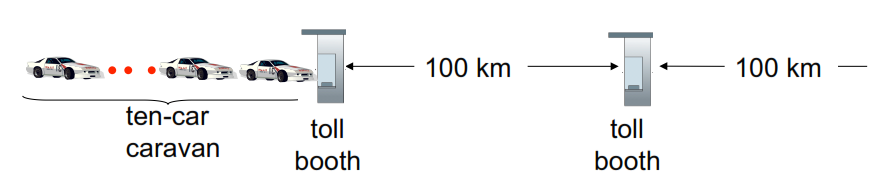 100 km
100 km
ten-car
caravan
toll
booth
toll
booth